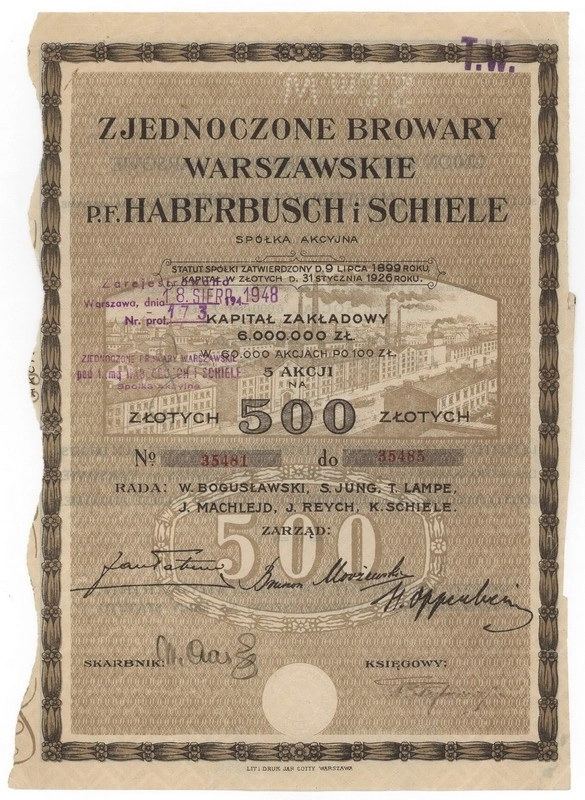 T.W.
ZJEDNOCZONE BROWARY
WARSZAWSKIE
P.F. HABERBUSCH i SCHIELE
SPÓŁKA AKCYJNA
STATUT SPÓŁKI ZATWIERDZONY D. 9 LIPCA 1899 ROKU,
KAPITAŁ W ZŁOTYCH D. 31 STYCZNIA 1926 ROKU.
Zarejestrowano
Warszawa, dnia 18. SIERP. 1948
Nr. prot. 173
KAPITAŁ ZAKŁADOWY
6.000.000 ZŁ.
W 60.000 AKCJACH PO 100 ZŁ.
ZJEDNOCZONE BROWARY WARSZAWSKIE
SCHIELE
Spółka Akcyjna
5 AKCJI
NA
ZŁOTYCH 500 ZŁOTYCH
№ 35481 do 35485
RADA: W. BOGUSŁAWSKI, S. JUNG, T. LAMPE,
J. MACHLEJD, J. REYCH, K. SCHIELE.
ZARZĄD:
500
SKARBNIK:
KSIĘGOWY:
LIT. i DRUK JAN COTTY WARSZAWA